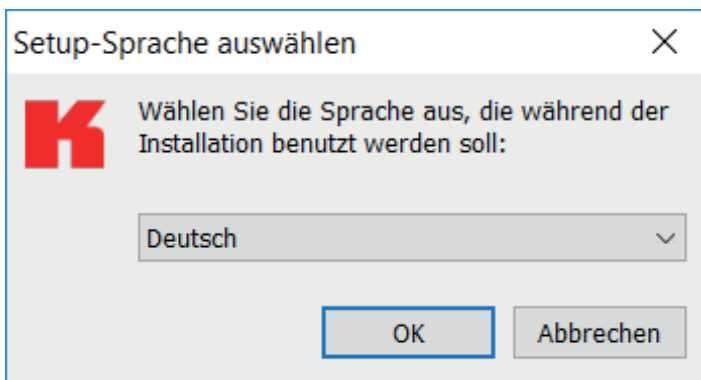 Setup-Sprache auswählen
Wählen Sie die Sprache aus, die während der
Installation benutzt werden soll:
Deutsch
OK Abbrechen